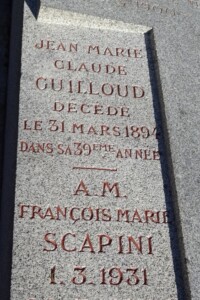 JEAN MARIE
CLAUDE
GUILLOUD
DÉCÉDÉ
LE 31 MARS 1894
DANS SA 39ÈME ANNÉE
A.M.
FRANÇOIS MARIE
SCAPINI
1.3.1931